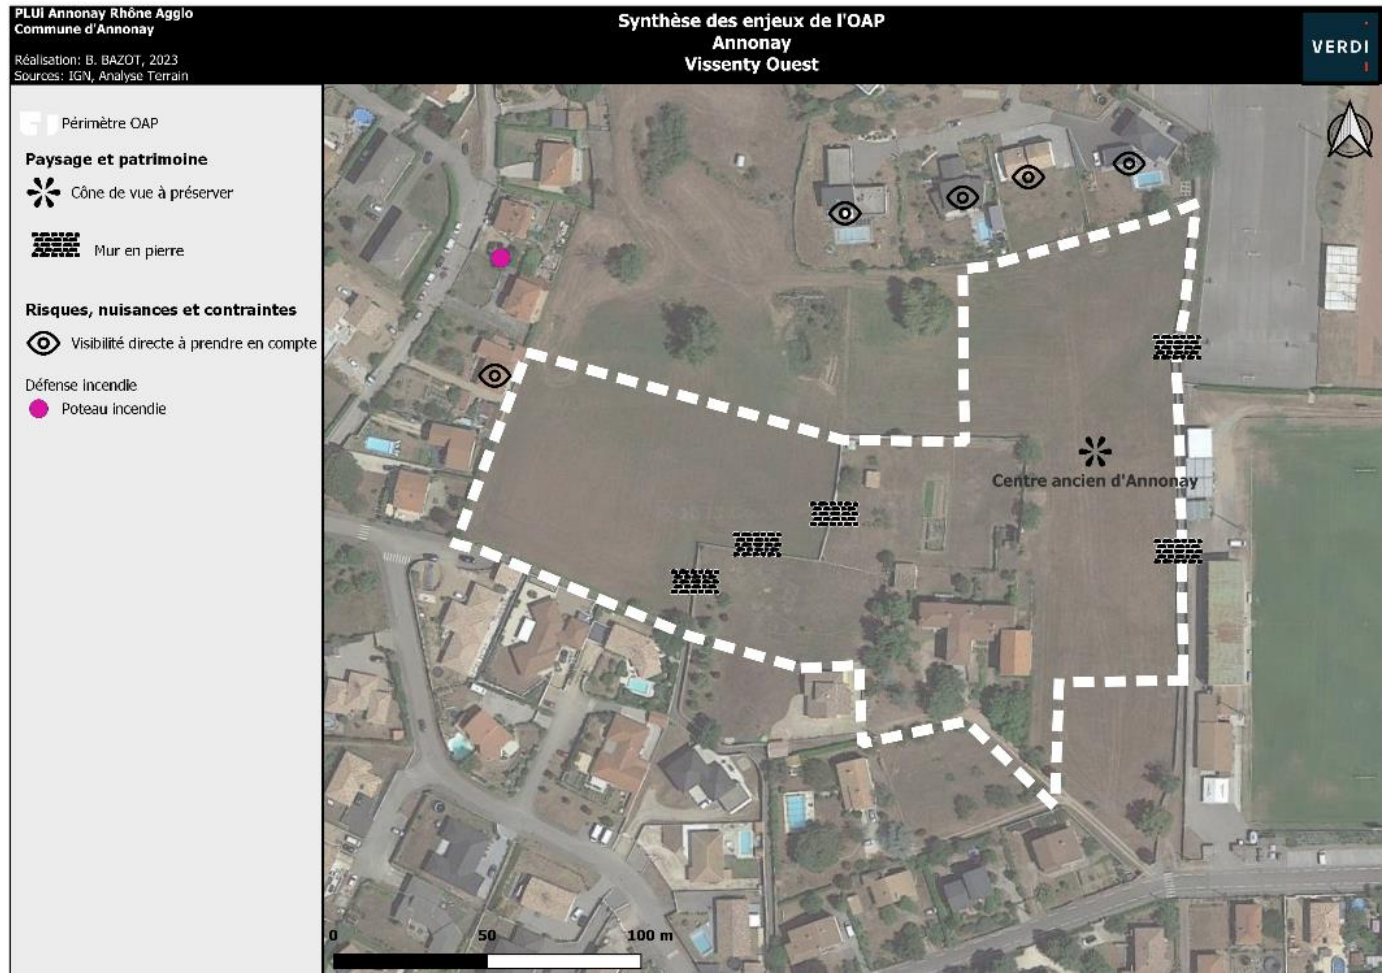 PLUi Annonay Rhône Agglo
Commune d'Annonay
Réalisation: B. BAZOT, 2023
Sources: IGN, Analyse Terrain
Synthèse des enjeux de l'OAP
Annonay
Vissenty Ouest
VERDI
Périmètre OAP
Paysage et patrimoine
Cône de vue à préserver
Mur en pierre
Risques, nuisances et contraintes
Visibilité directe à prendre en compte
Défense incendie
Poteau incendie
Centre ancien d'Annonay
0 50 100 m